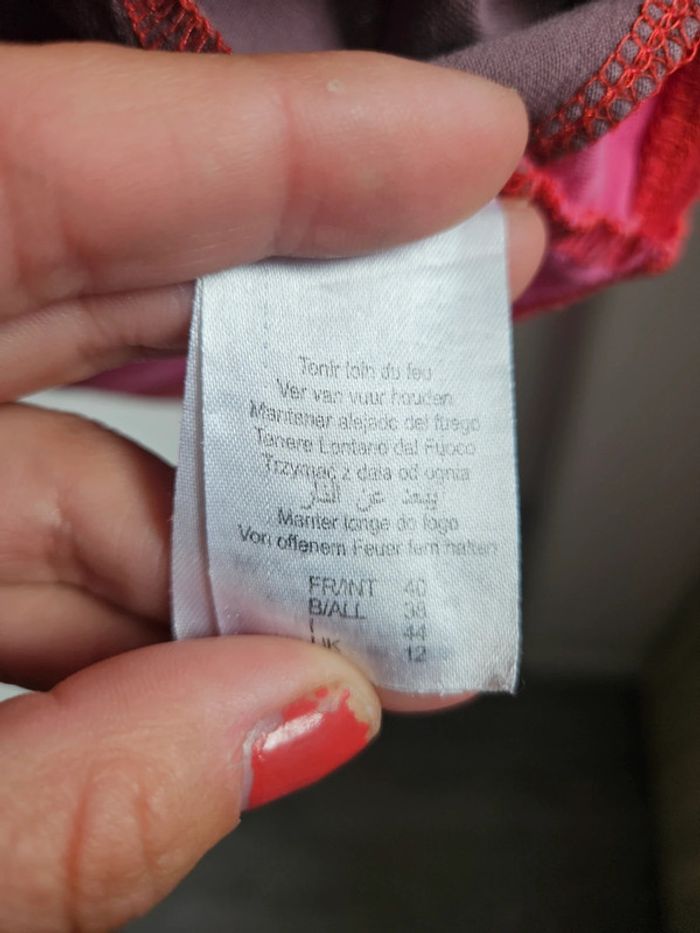 Tenir loin du feu
Ver van vuur houden
Mantener alejado del fuego
Tenere Lontano dal Fuoco
Trzymać z dala od ognia
يبعد عن النار
Manter longe do fogo
Von offenem Feuer fern halten
FR/INT 40
B/ALL 38
I 44
UK 12